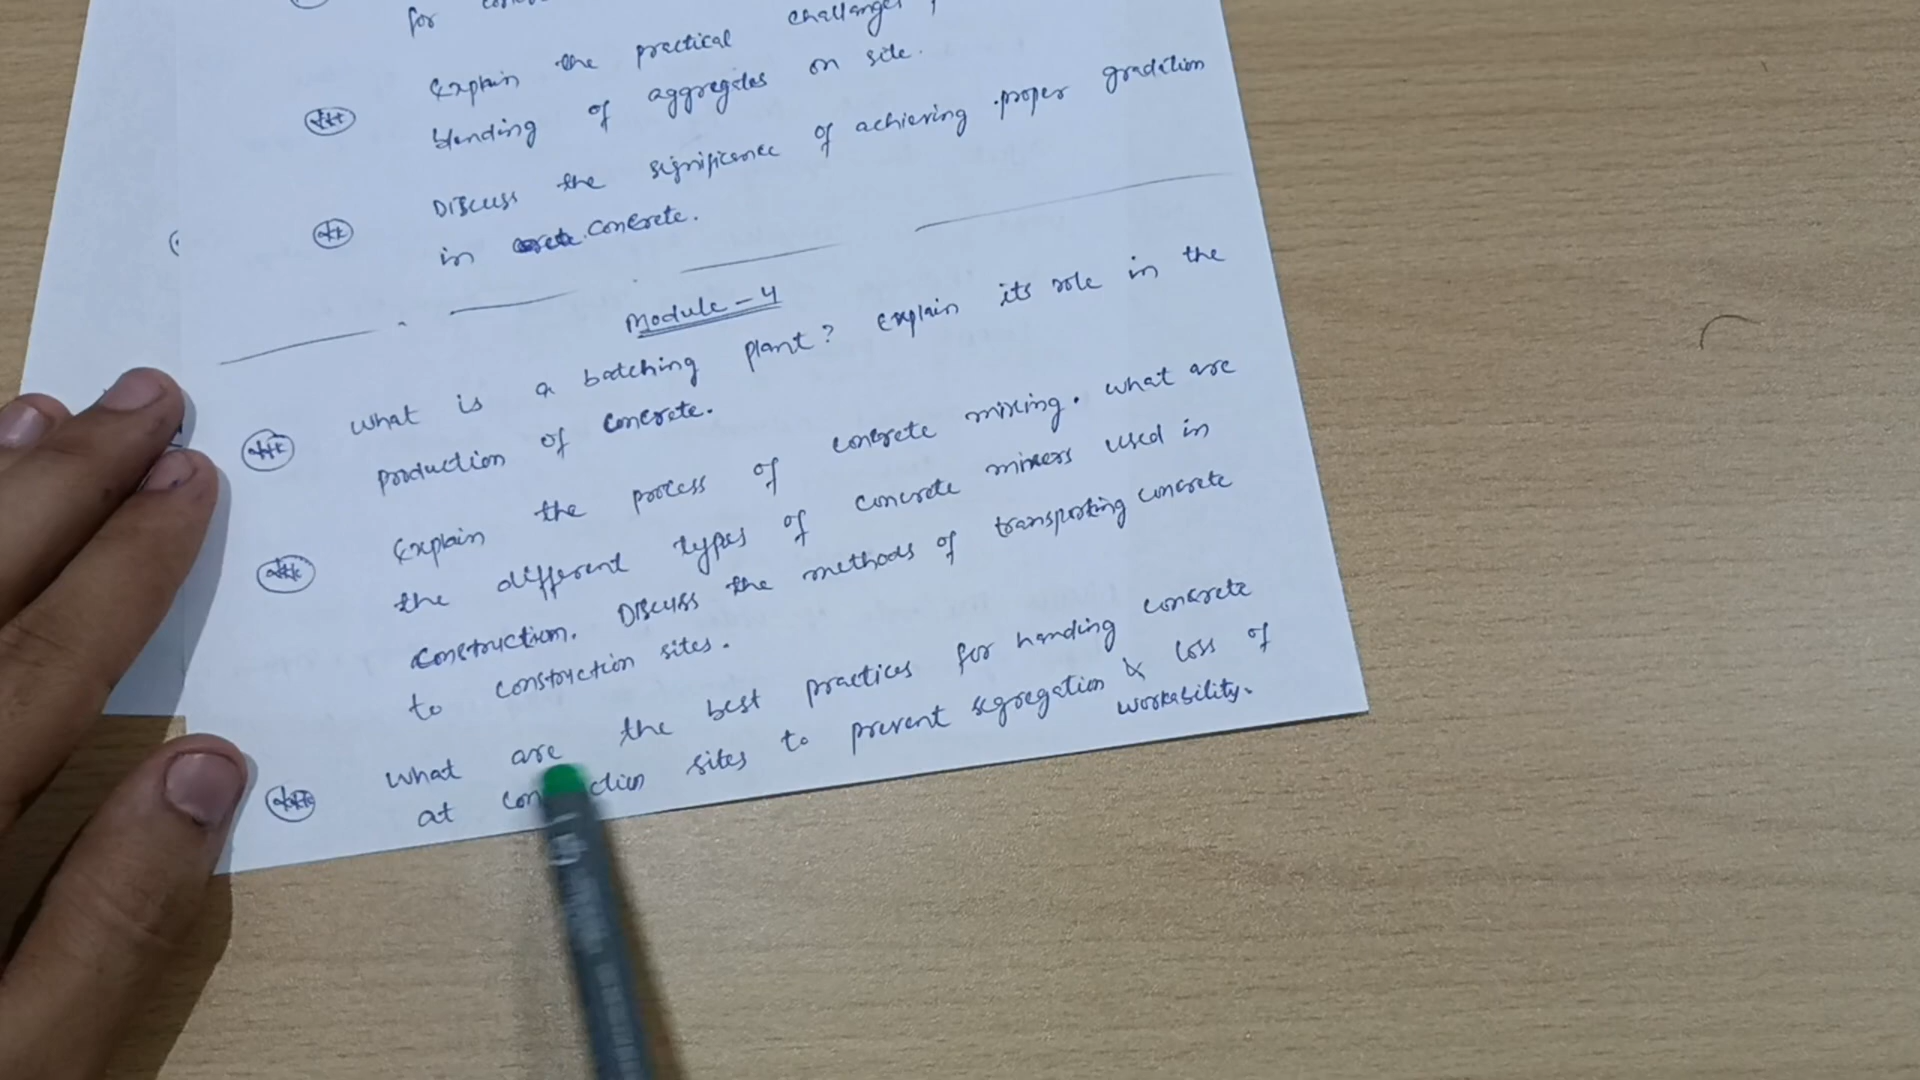 for
Explain the practical challanges
blending of aggregates on site.
Discuss the significance of achieving proper gradation
in concrete.
Module - 4
What is a batching plant? Explain its role in the
production of concrete.
Explain the process of concrete mixing. what are
the different types of concrete mixers used in
construction. Discuss the methods of transporting concrete
to construction sites.
What are the best practices for handing concrete
at sites to prevent segregation & loss of
workability.